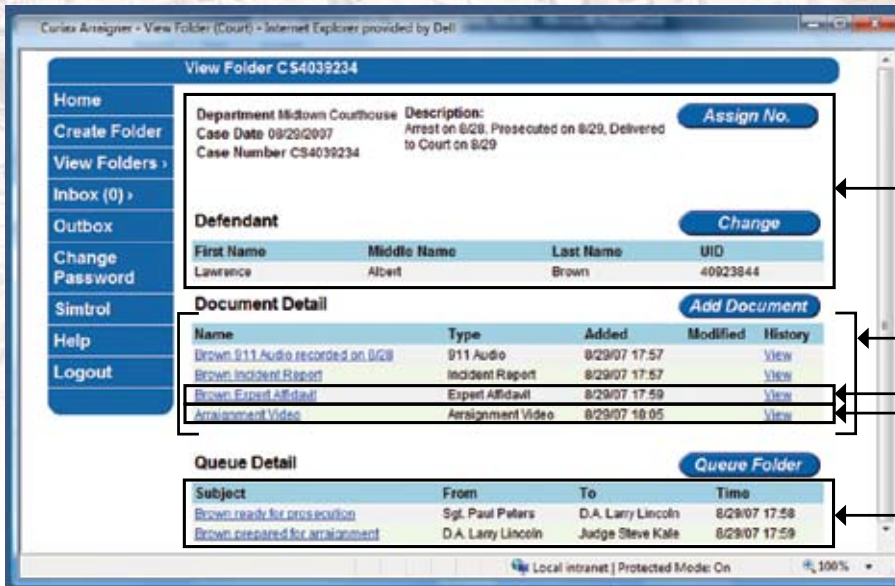 Curiax Arraigner - View Folder (Court) - Internet Explorer provided by Dell
View Folder CS4039234
Home
Create Folder
View Folders ›
Inbox (0) ›
Outbox
Change
Password
Simtrol
Help
Logout
Department Midtown Courthouse
Case Date 08/29/2007
Case Number CS4039234
Description:
Arrest on 8/28, Prosecuted on 8/29, Delivered
to Court on 8/29
Assign No.
Defendant
Change
First Name Middle Name Last Name UID
Lawrence Albert Brown 40923844
Document Detail
Add Document
Name Type Added Modified History
Brown 911 Audio recorded on 8/28 911 Audio 8/29/07 17:57 View
Brown Incident Report Incident Report 8/29/07 17:57 View
Brown Expert Affidavit Expert Affidavit 8/29/07 17:59 View
Arraignment Video Arraignment Video 8/29/07 18:05 View
Queue Detail
Queue Folder
Subject From To Time
Brown ready for prosecution Sgt. Paul Peters D.A. Larry Lincoln 8/29/07 17:58
Brown prepared for arraignment D.A. Larry Lincoln Judge Steve Kale 8/29/07 17:59
Local intranet | Protected Mode: On 100%